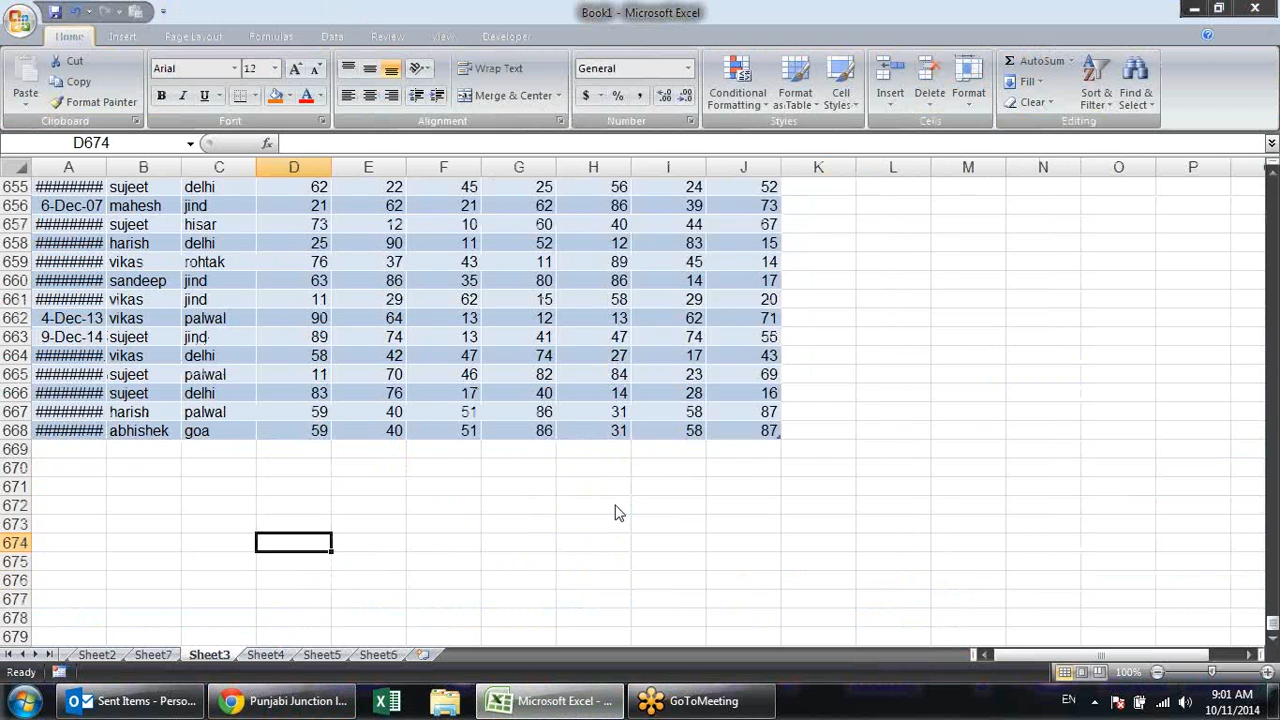 Book1 - Microsoft Excel
Home Insert Page Layout Formulas Data Review View Developer
Cut Arial 12 Wrap Text General AutoSum
Copy Fill
Paste Format Painter B I U Merge & Center $ % , Conditional Formatting Format as Table Cell Styles Insert Delete Format Clear Sort & Filter Find & Select
Clipboard Font Alignment Number Styles Cells Editing
D674 fx
A B C D E F G H I J K L M N O P
655 ######### sujeet delhi 62 22 45 25 56 24 52
656 6-Dec-07 mahesh jind 21 62 21 62 86 39 73
657 ######### sujeet hisar 73 12 10 60 40 44 67
658 ######### harish delhi 25 90 11 52 12 83 15
659 ######### vikas rohtak 76 37 43 11 89 45 14
660 ######### sandeep jind 63 86 35 80 86 14 17
661 ######### vikas jind 11 29 62 15 58 29 20
662 4-Dec-13 vikas palwal 90 64 13 12 13 62 71
663 9-Dec-14 sujeet jind 89 74 13 41 47 74 55
664 ######### vikas delhi 58 42 47 74 27 17 43
665 ######### sujeet palwal 11 70 46 82 84 23 69
666 ######### sujeet delhi 83 76 17 40 14 28 16
667 ######### harish palwal 59 40 51 86 31 58 87
668 ######### abhishek goa 59 40 51 86 31 58 87
669
670
671
672
673
674
675
676
677
678
679
Sheet2 Sheet7 Sheet3 Sheet4 Sheet5 Sheet6
Ready 100%
Sent Items - Perso... Punjabi Junction I... Microsoft Excel - ... GoToMeeting EN 9:01 AM
10/11/2014